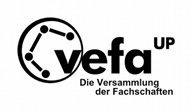 vefa UP
Die Versammlung
der Fachschaften